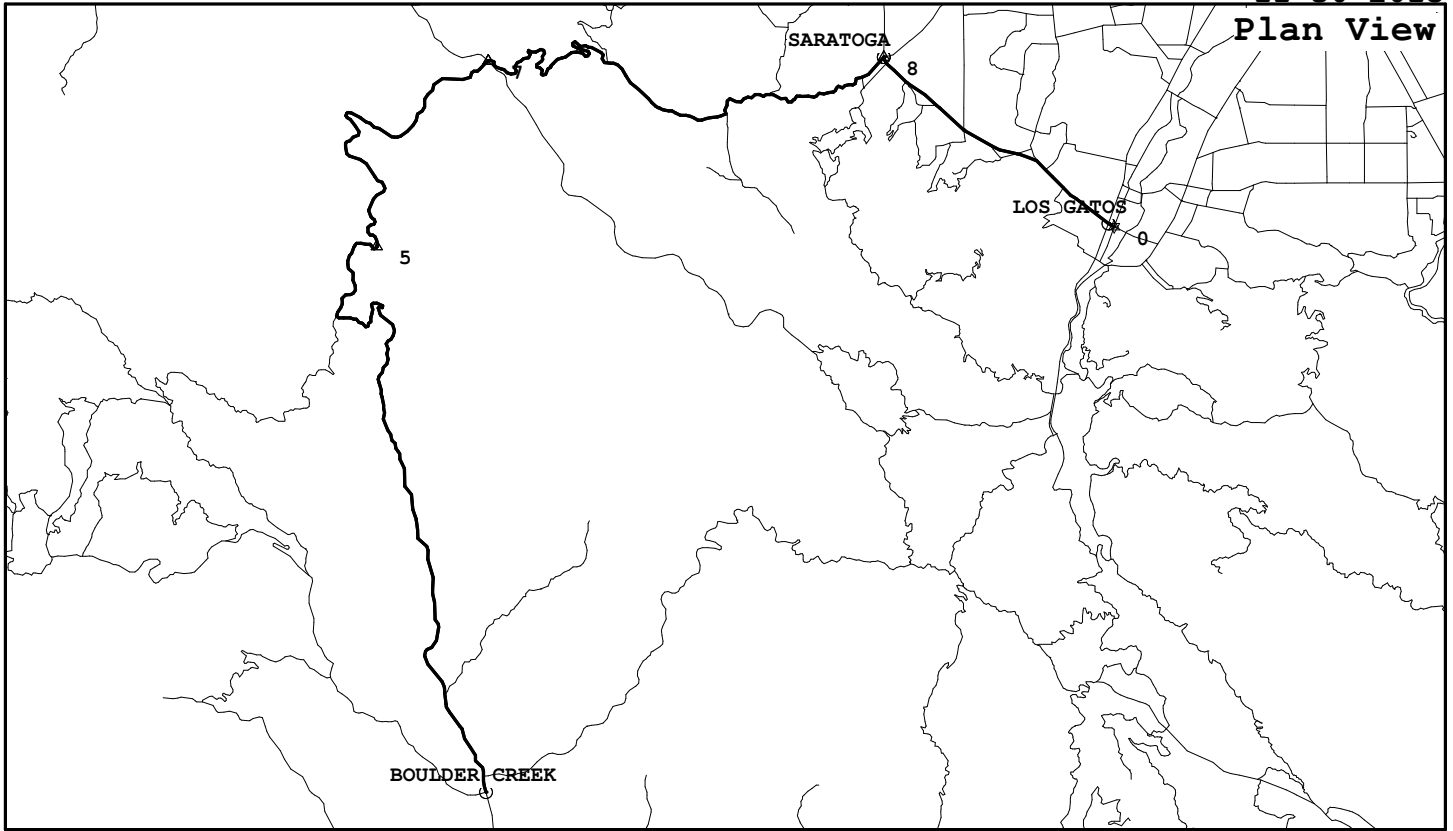 Plan View
SARATOGA
8
LOS GATOS
0
5
BOULDER CREEK